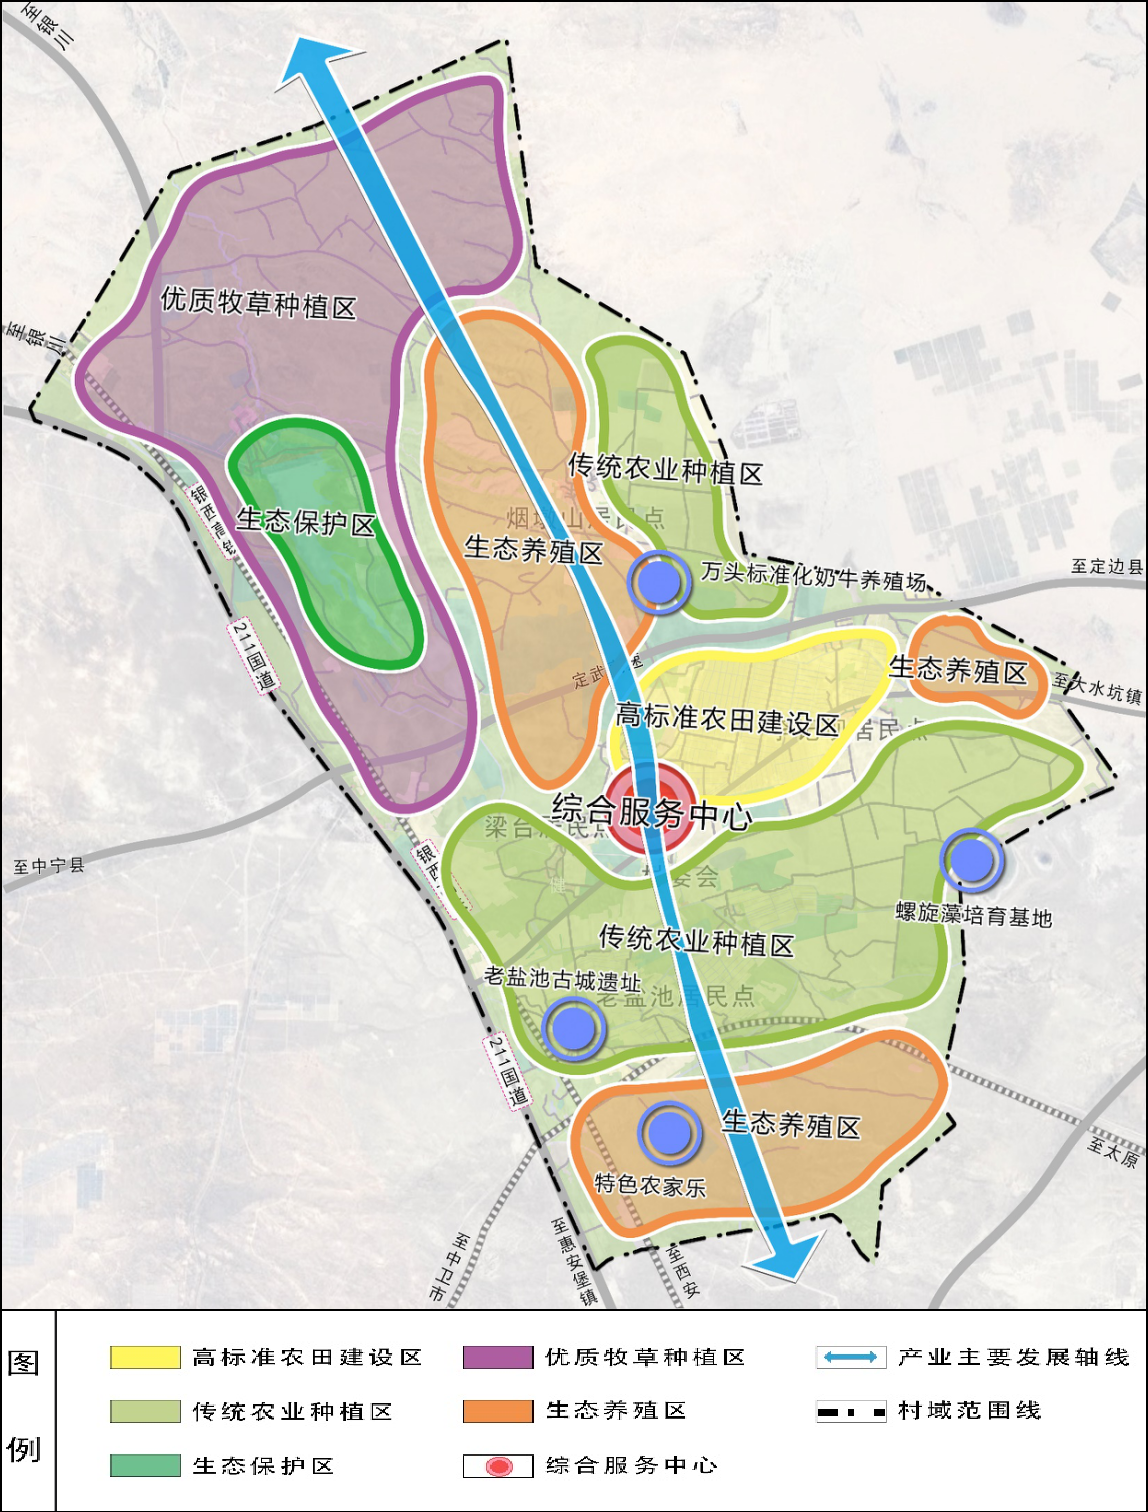 至银川
至银川
优质牧草种植区
传统农业种植区
银西高铁
生态保护区
烟墩山居民点
生态养殖区
至定边县
万头标准化奶牛养殖场
211国道
生态养殖区
定武
速
至大水坑镇
高标准农田建设区
居民点
综合服务中心
梁台居民点
至中宁县
银西
委会
螺旋藻培育基地
传统农业种植区
老盐池古城遗址
老盐池居民点
211国道
生态养殖区
至太原
特色农家乐
至中卫市
至惠安堡镇
至西安
图例
高标准农田建设区
优质牧草种植区
产业主要发展轴线
传统农业种植区
生态养殖区
村域范围线
生态保护区
综合服务中心